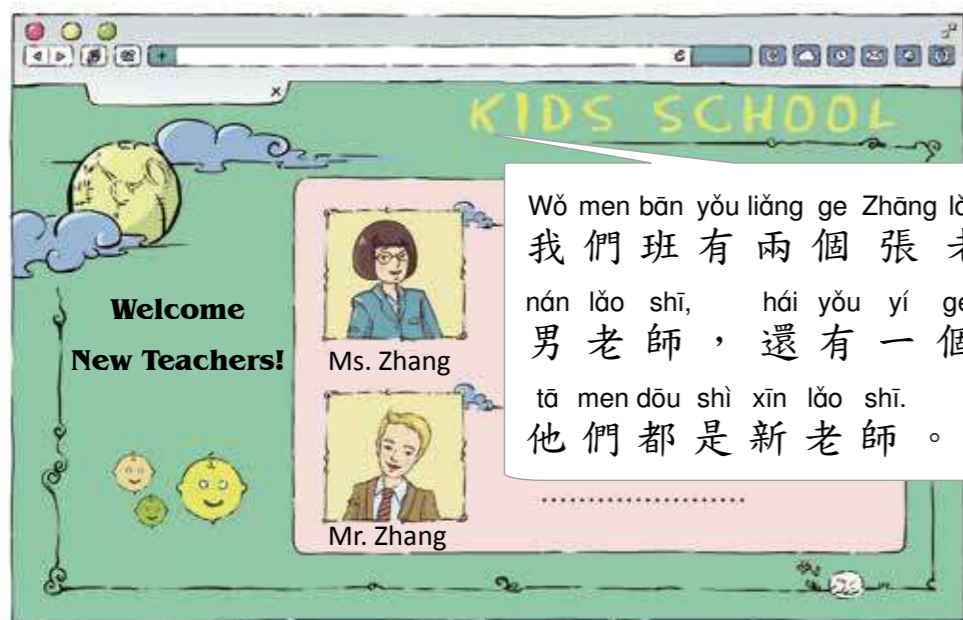 KIDS SCHOOL
Wǒ men bān yǒu liǎng ge Zhāng
我們班有兩個張
nán lǎo shī, hái yǒu yí ge
男老師，還有一個
tā men dōu shì xīn lǎo shī.
他們都是新老師。
Welcome
New Teachers!
Ms. Zhang
Mr. Zhang